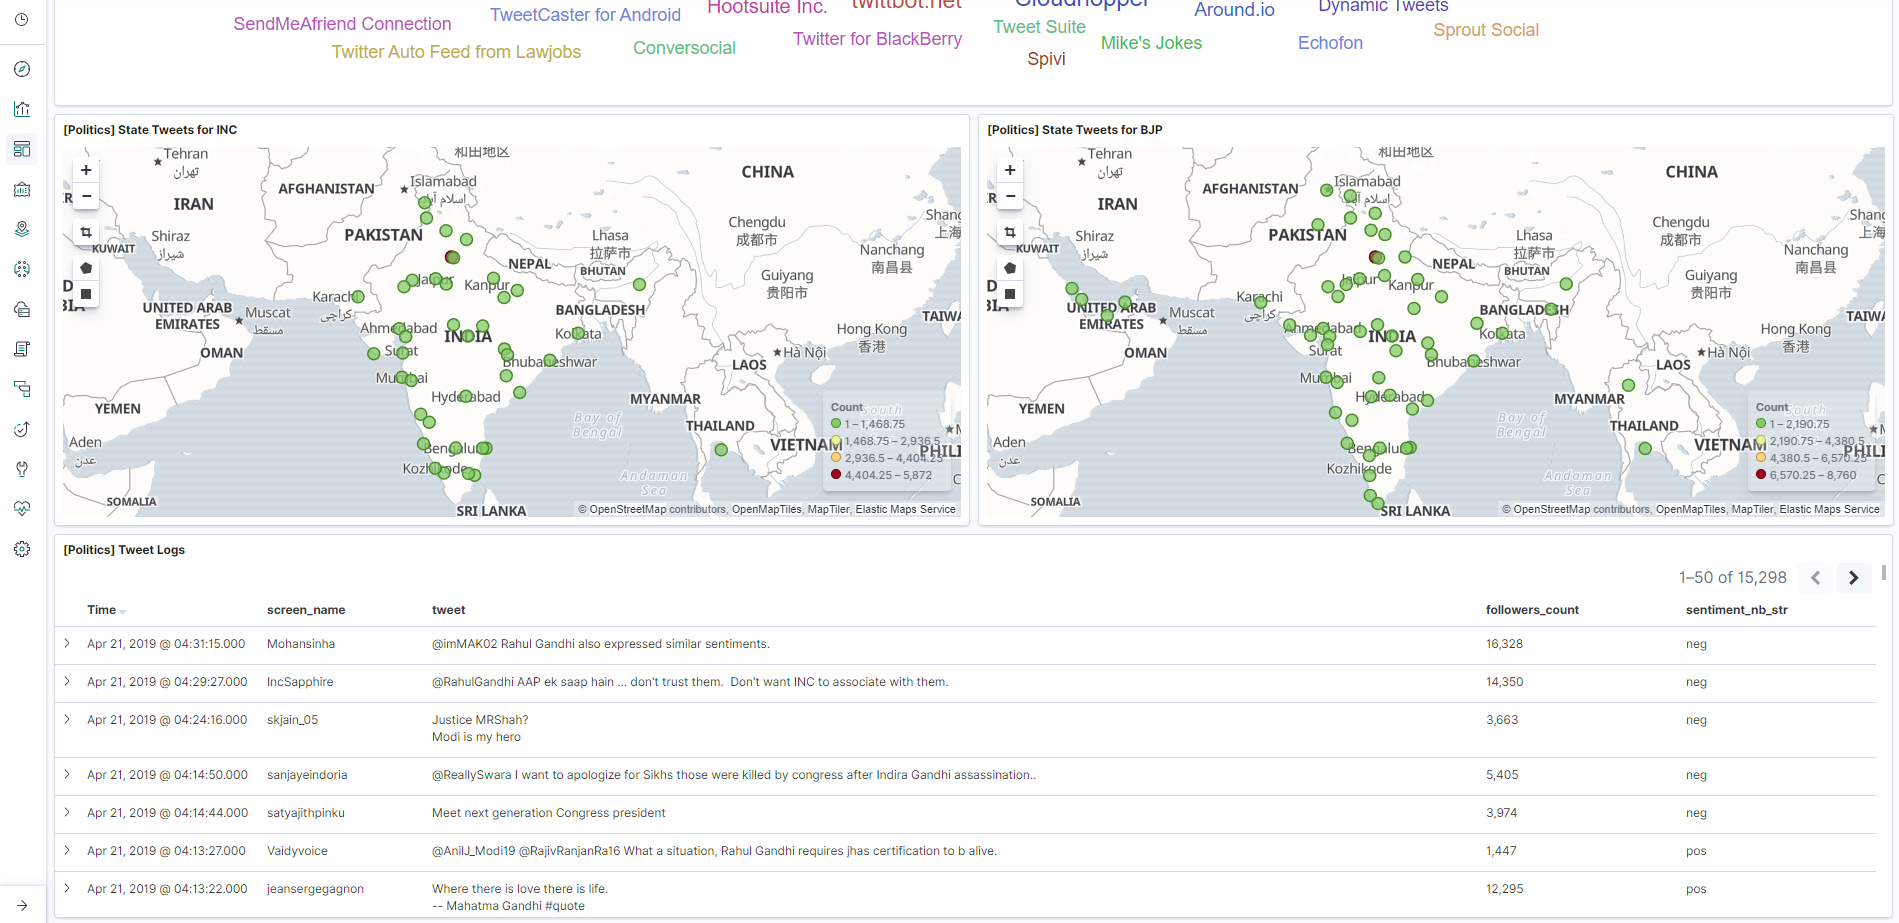 Hootsuite Inc.
twittbot.net
Cloudhopper
Around.io
Dynamic Tweets
SendMeAfriend Connection
TweetCaster for Android
Tweet Suite
Sprout Social
Twitter Auto Feed from Lawjobs
Conversocial
Twitter for BlackBerry
Mike's Jokes
Echofon
Spivi
[Politics] State Tweets for INC
Tehran
تهران
和田地区
CHINA
AFGHANISTAN
Islamabad
IRAN
Chengdu
成都市
Shang
上海
PAKISTAN
Shiraz
شیراز
KUWAIT
Lhasa
拉萨市
Nanchang
南昌县
NEPAL
BHUTAN
Guiyang
贵阳市
Jaipur
Kanpur
Karachi
کراچی
UNITED ARAB
EMIRATES
Muscat
مسقط
BANGLADESH
TAIWA
Ahmedabad
INDIA
Kolkata
Hong Kong
香港
OMAN
Surat
Hà Nội
Bhubaneshwar
LAOS
Mumbai
Hyderabad
MYANMAR
YEMEN
Bay of
Bengal
THAILAND
VIETNAM
PHILI
Aden
عدن
Bengaluru
Kozhikode
Andaman
Sea
SOMALIA
SRI LANKA
South
Count
1 – 1,468.75
1,468.75 – 2,936.5
2,936.5 – 4,404.25
4,404.25 – 5,872
© OpenStreetMap contributors, OpenMapTiles, MapTiler, Elastic Maps Service
[Politics] State Tweets for BJP
Tehran
تهران
和田地区
CHINA
AFGHANISTAN
Islamabad
IRAN
Chengdu
成都市
Shang
上海
PAKISTAN
Shiraz
شیراز
KUWAIT
Lhasa
拉萨市
Nanchang
南昌县
NEPAL
BHUTAN
Guiyang
贵阳市
Jaipur
Kanpur
Karachi
کراچی
UNITED ARAB
EMIRATES
Muscat
مسقط
BANGLADESH
TAIWA
Ahmedabad
INDIA
Kolkata
Hong Kong
香港
OMAN
Surat
Hà Nội
Bhubaneshwar
LAOS
Mumbai
Hyderabad
MYANMAR
YEMEN
Bay of
Bengal
THAILAND
VIETNAM
PHILI
Aden
عدن
Bengaluru
Kozhikode
Andaman
Sea
SOMALIA
SRI LANKA
South
Count
1 – 2,190.75
2,190.75 – 4,380.5
4,380.5 – 6,570.25
6,570.25 – 8,760
© OpenStreetMap contributors, OpenMapTiles, MapTiler, Elastic Maps Service
[Politics] Tweet Logs
1–50 of 15,298
Time screen_name tweet followers_count sentiment_nb_str
Apr 21, 2019 @ 04:31:15.000 Mohansinha @imMAK02 Rahul Gandhi also expressed similar sentiments. 16,328 neg
Apr 21, 2019 @ 04:29:27.000 IncSapphire @RahulGandhi AAP ek saap hain ... don't trust them. Don't want INC to associate with them. 14,350 neg
Apr 21, 2019 @ 04:24:16.000 skjain_05 Justice MRShah? 3,663 neg
Modi is my hero
Apr 21, 2019 @ 04:14:50.000 sanjayeindoria @ReallySwara I want to apologize for Sikhs those were killed by congress after Indira Gandhi assassination.. 5,405 neg
Apr 21, 2019 @ 04:14:44.000 satyajithpinku Meet next generation Congress president 3,974 neg
Apr 21, 2019 @ 04:13:27.000 Vaidyvoice @AnilJ_Modi19 @RajivRanjanRa16 What a situation, Rahul Gandhi requires jhas certification to b alive. 1,447 pos
Apr 21, 2019 @ 04:13:22.000 jeansergegagnon Where there is love there is life. 12,295 pos
-- Mahatma Gandhi #quote